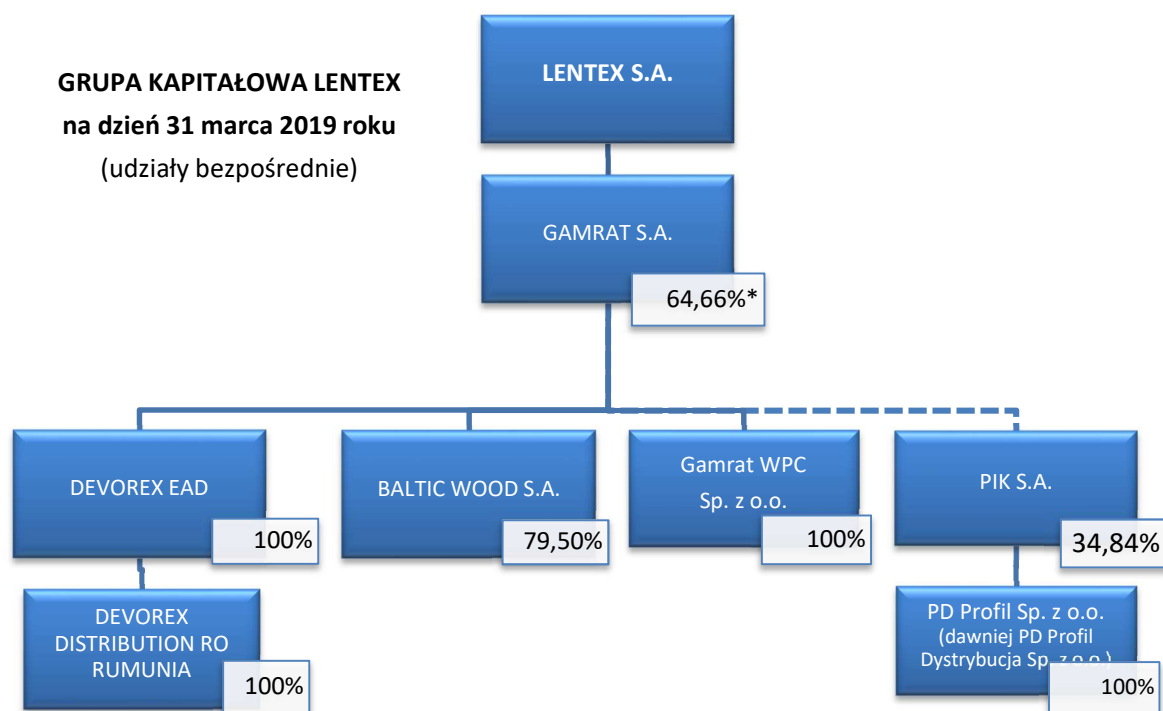 GRUPA KAPITAŁOWA LENTEX
na dzień 31 marca 2019 roku
(udziały bezpośrednie)
LENTEX S.A.
GAMRAT S.A.
64,66%*
DEVOREX EAD
100%
BALTIC WOOD S.A.
79,50%
Gamrat WPC
Sp. z o.o.
100%
PIK S.A.
34,84%
DEVOREX
DISTRIBUTION RO
RUMUNIA
100%
PD Profil Sp. z o.o.
(dawniej PD Profil
Dystrybucja Sp. z o.o.)
100%